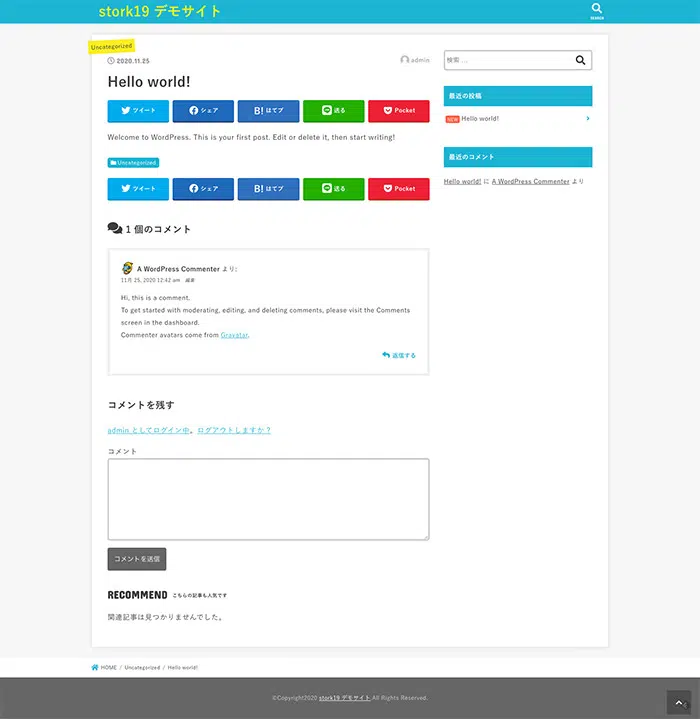 stork19 デモサイト
SEARCH
Uncategorized
2020.11.25
admin
Hello world!
ツイート
シェア
B! はてブ
送る
Pocket
Welcome to WordPress. This is your first post. Edit or delete it, then start writing!
Uncategorized
ツイート
シェア
B! はてブ
送る
Pocket
1 個のコメント
A WordPress Commenter より:
11月 25, 2020 12:42 am 編集
Hi, this is a comment.
To get started with moderating, editing, and deleting comments, please visit the Comments
screen in the dashboard.
Commenter avatars come from Gravatar.
返信する
コメントを残す
admin としてログイン中。ログアウトしますか ?
コメント
コメントを送信
RECOMMEND こちらの記事も人気です
関連記事は見つかりませんでした。
検索 …
最近の投稿
NEW Hello world!
最近のコメント
Hello world! に A WordPress Commenter より
HOME / Uncategorized / Hello world!
©Copyright2020 stork19 デモサイト.All Rights Reserved.